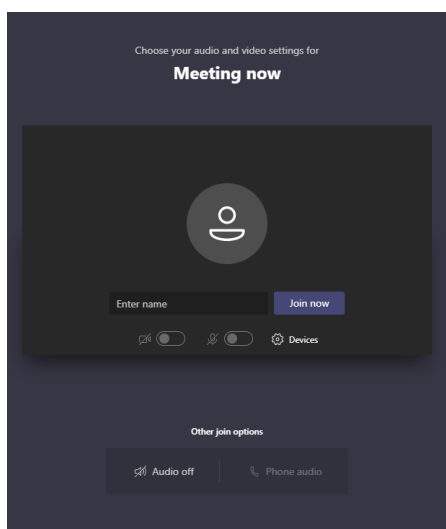 Choose your audio and video settings for
Meeting now
Enter name
Join now
Devices
Other join options
Audio off
Phone audio